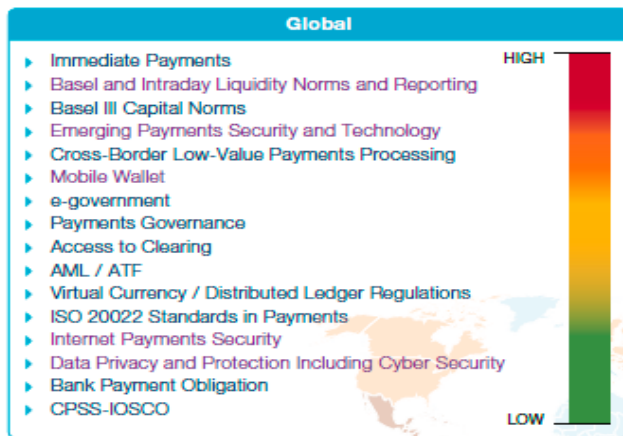 Global
HIGH
Immediate Payments
Basel and Intraday Liquidity Norms and Reporting
Basel III Capital Norms
Emerging Payments Security and Technology
Cross-Border Low-Value Payments Processing
Mobile Wallet
e-government
Payments Governance
Access to Clearing
AML / ATF
Virtual Currency / Distributed Ledger Regulations
ISO 20022 Standards in Payments
Internet Payments Security
Data Privacy and Protection Including Cyber Security
Bank Payment Obligation
CPSS-IOSCO
LOW